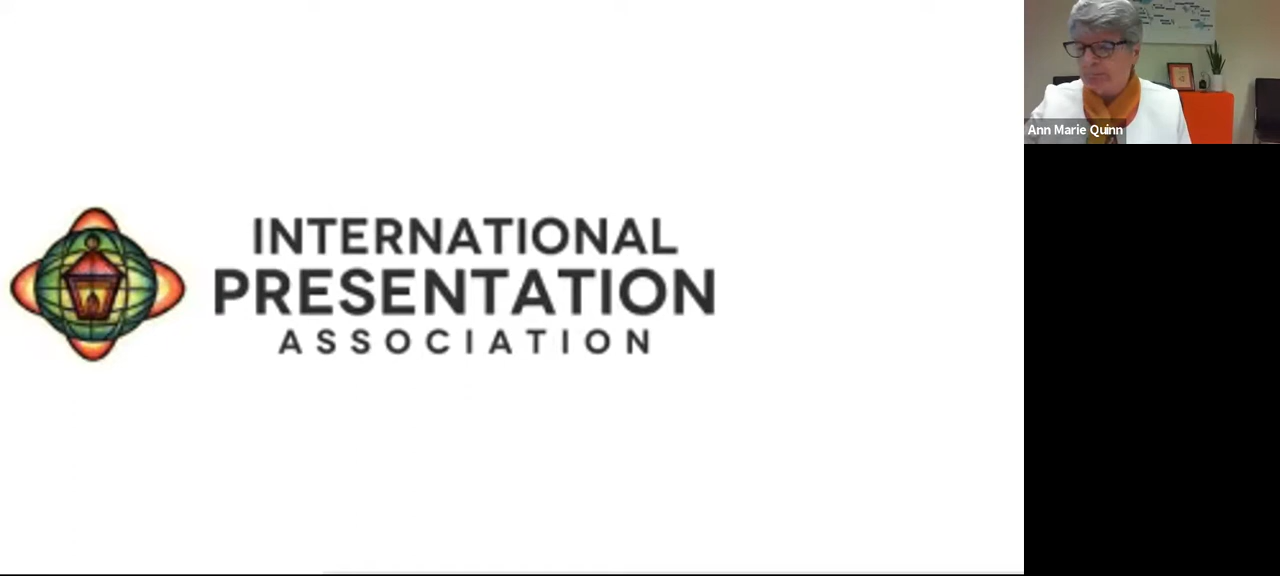 INTERNATIONAL
PRESENTATION
ASSOCIATION
Ann Marie Quinn